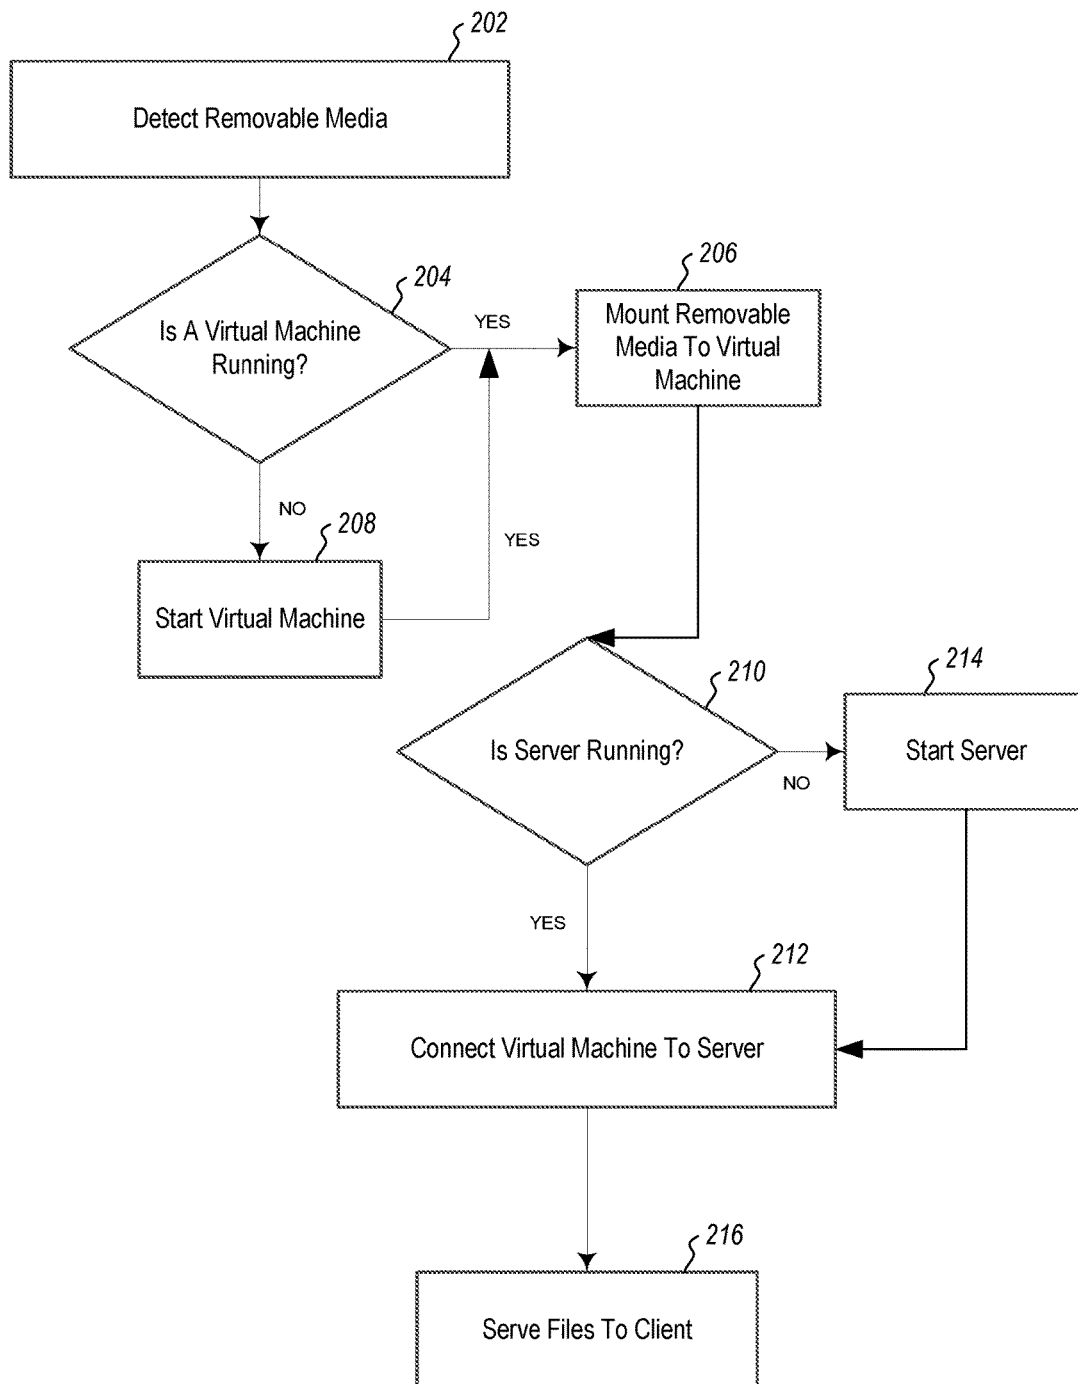 202
Detect Removable Media
204
Is A Virtual Machine
Running?
YES
206
Mount Removable
Media To Virtual
Machine
NO
208
YES
Start Virtual Machine
210
Is Server Running?
NO
214
Start Server
YES
212
Connect Virtual Machine To Server
216
Serve Files To Client